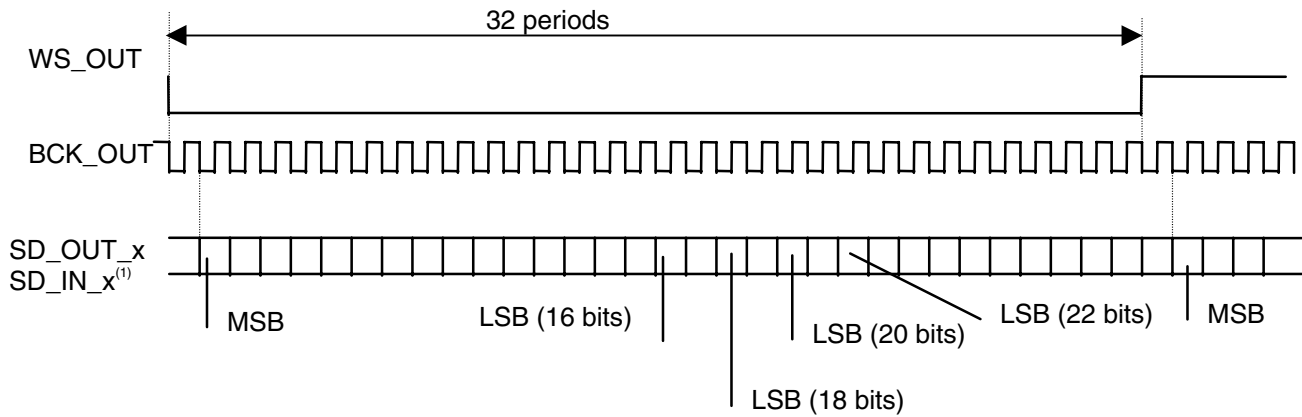 32 periods
WS_OUT
BCK_OUT
SD_OUT_x
SD_IN_x(1)
MSB
LSB (16 bits)
LSB (18 bits)
LSB (20 bits)
LSB (22 bits)
MSB